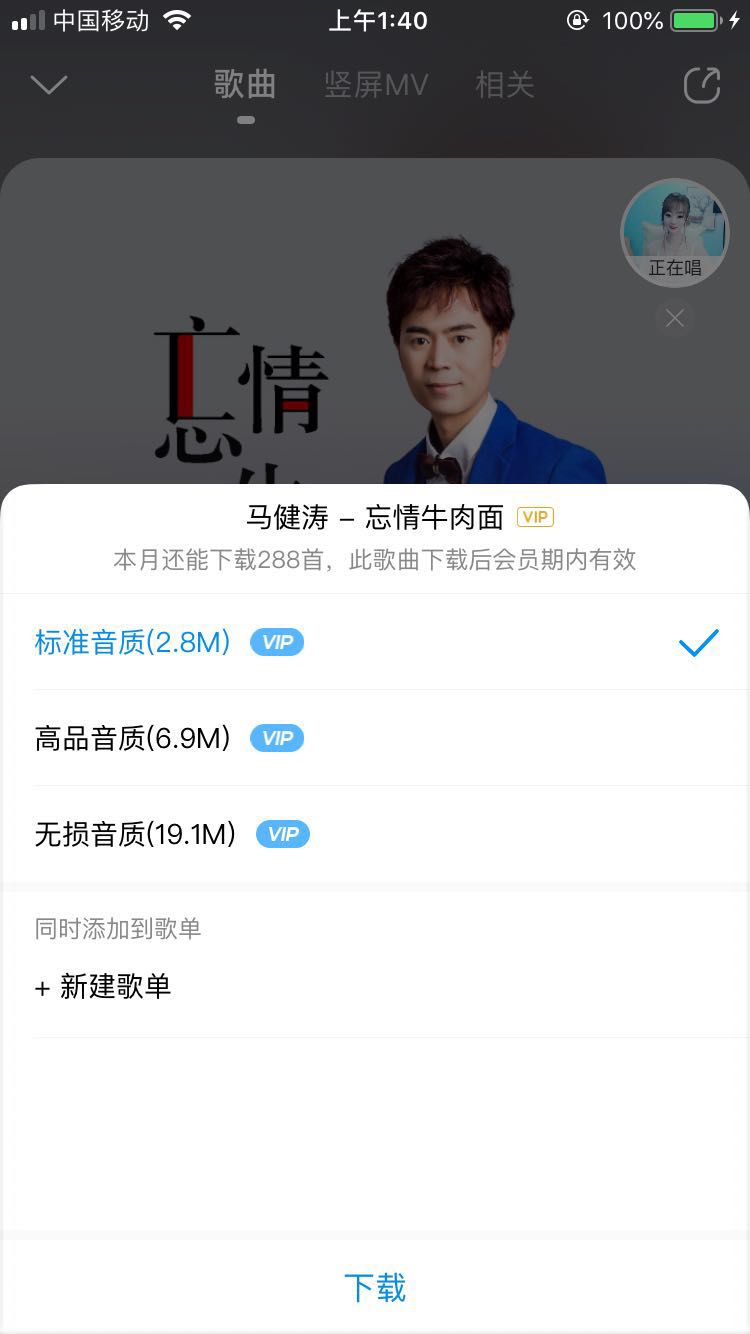 中国移动
上午1:40
100%
歌曲
竖屏MV
相关
正在唱
忘情
马健涛 – 忘情牛肉面 VIP
本月还能下载288首，此歌曲下载后会员期内有效
标准音质(2.8M) VIP
高品音质(6.9M) VIP
无损音质(19.1M) VIP
同时添加到歌单
+ 新建歌单
下载